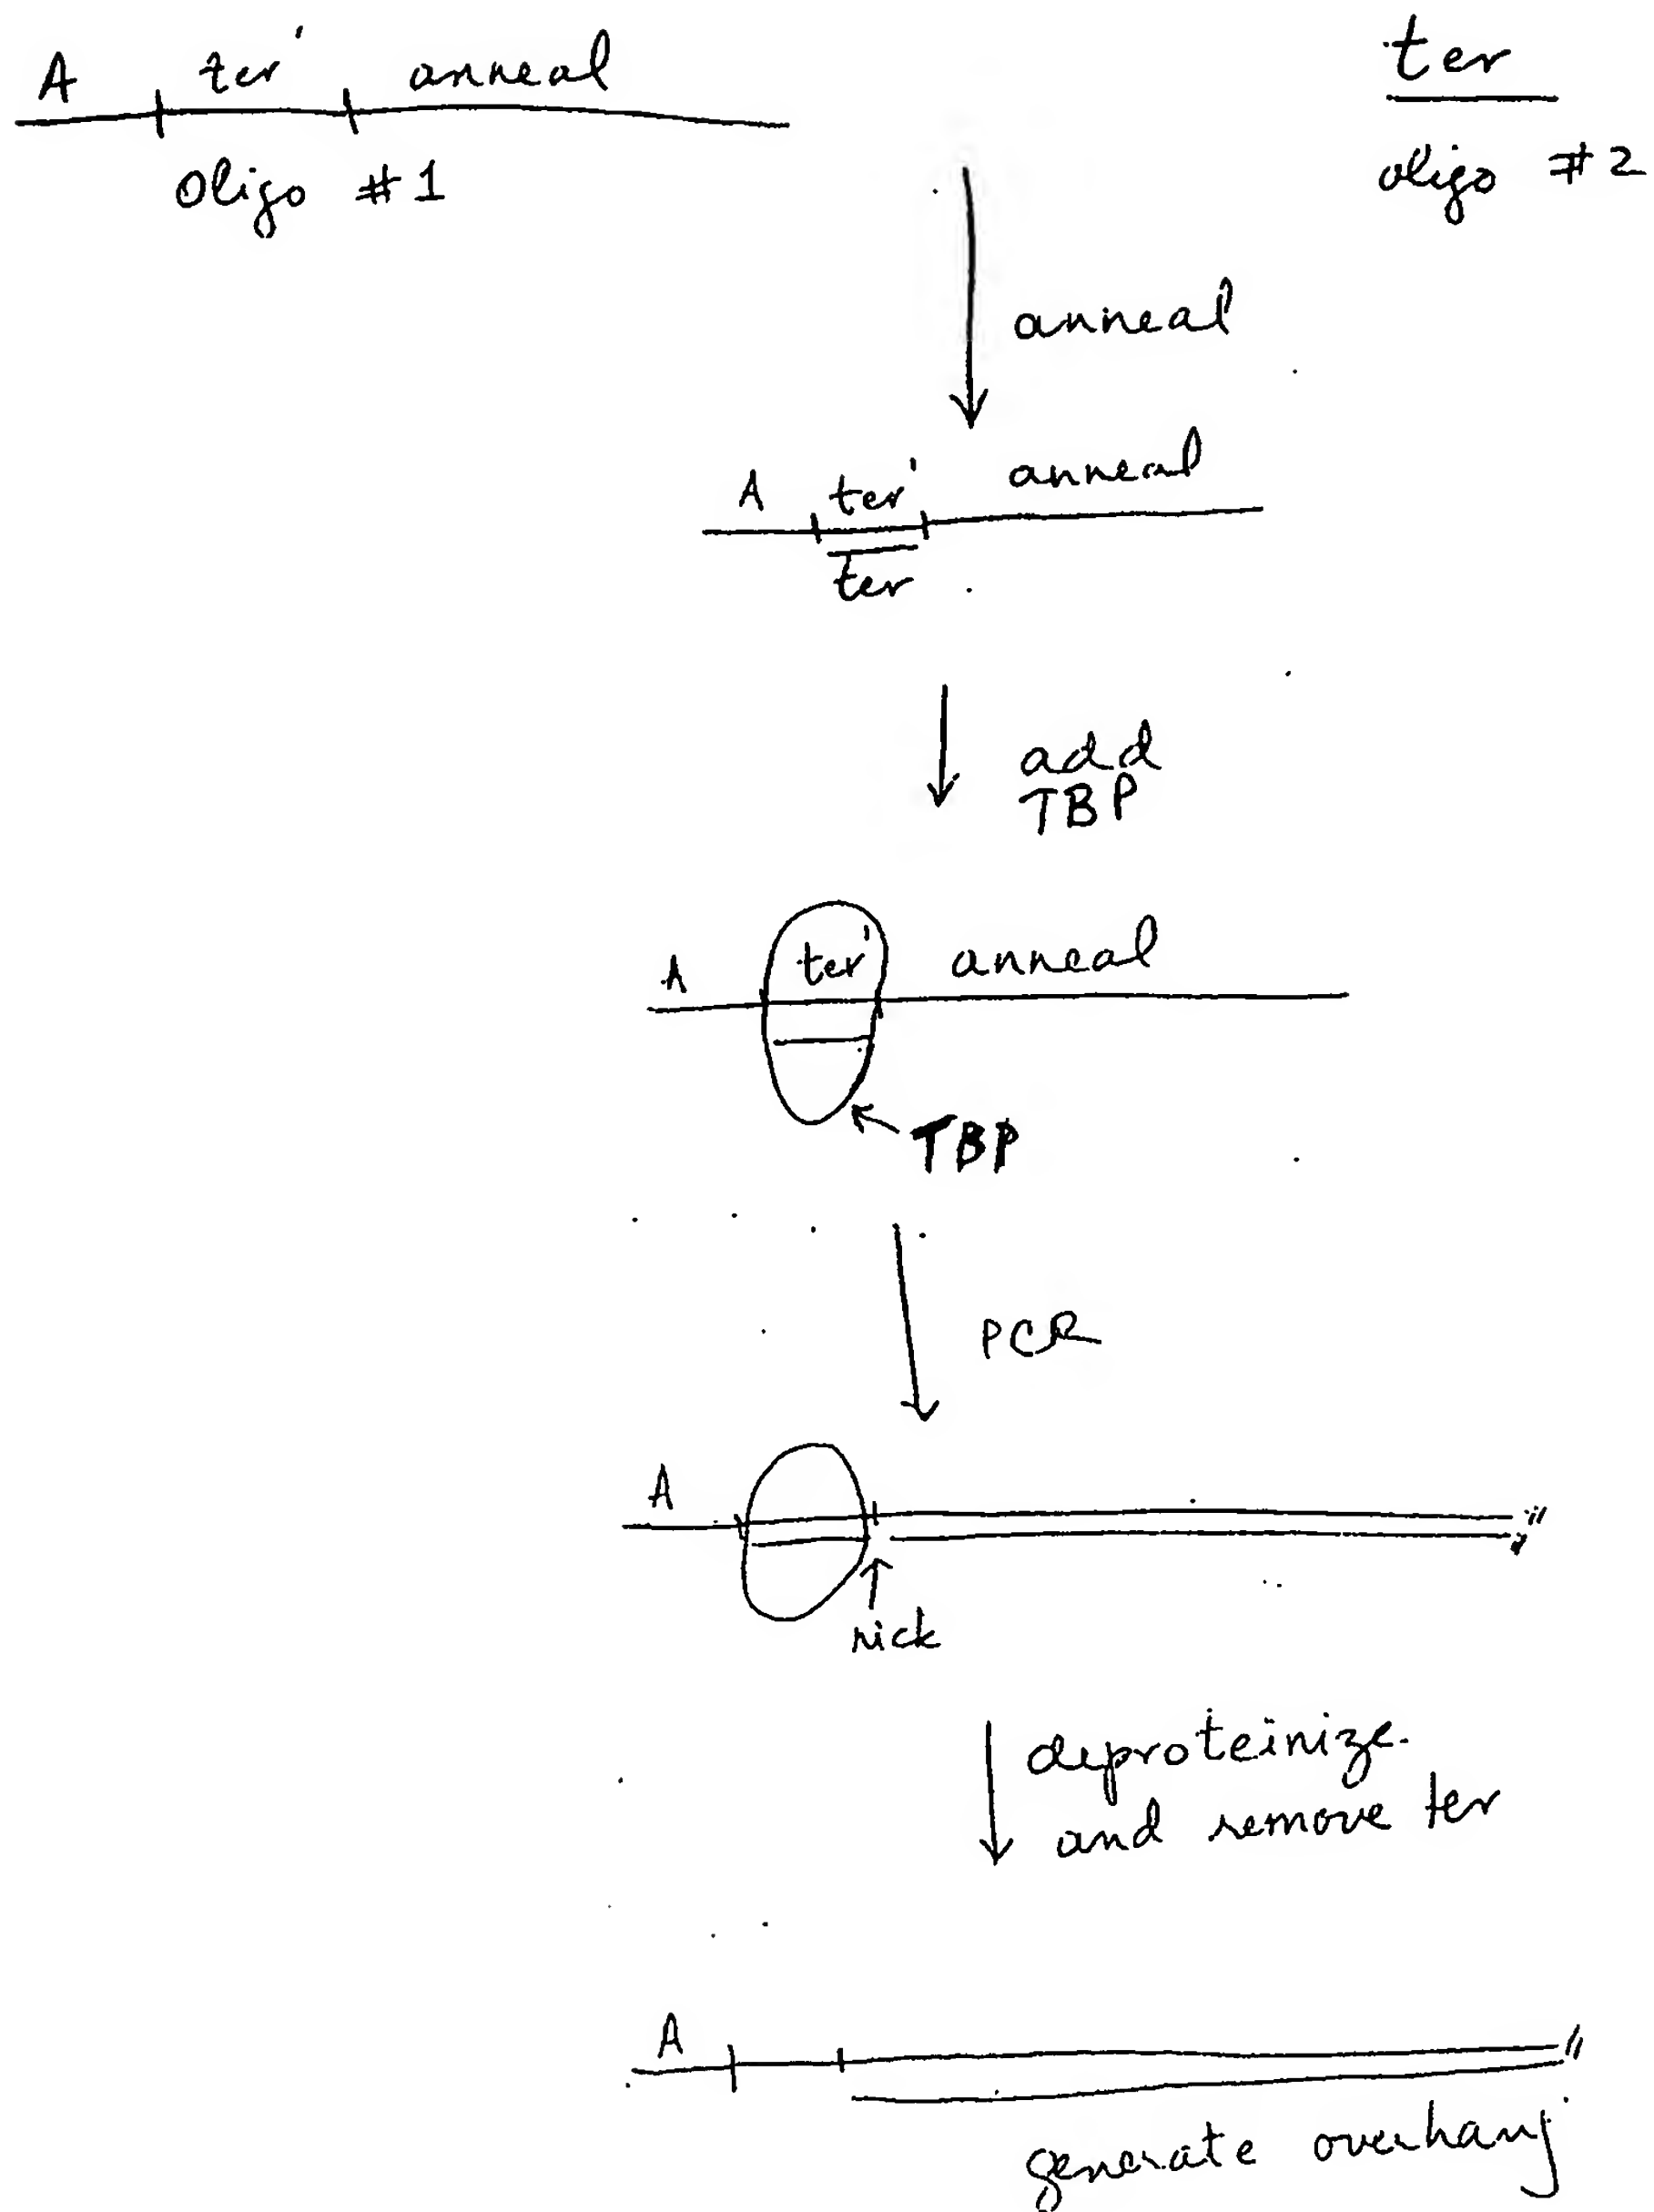 A ter' anneal
ter
oligo #1
oligo #2
anneal
A ter' anneal
ter
add
TBP
A ter' anneal
TBP
PCR
A
nick
deproteinize
and remove ter
A
generate overhang